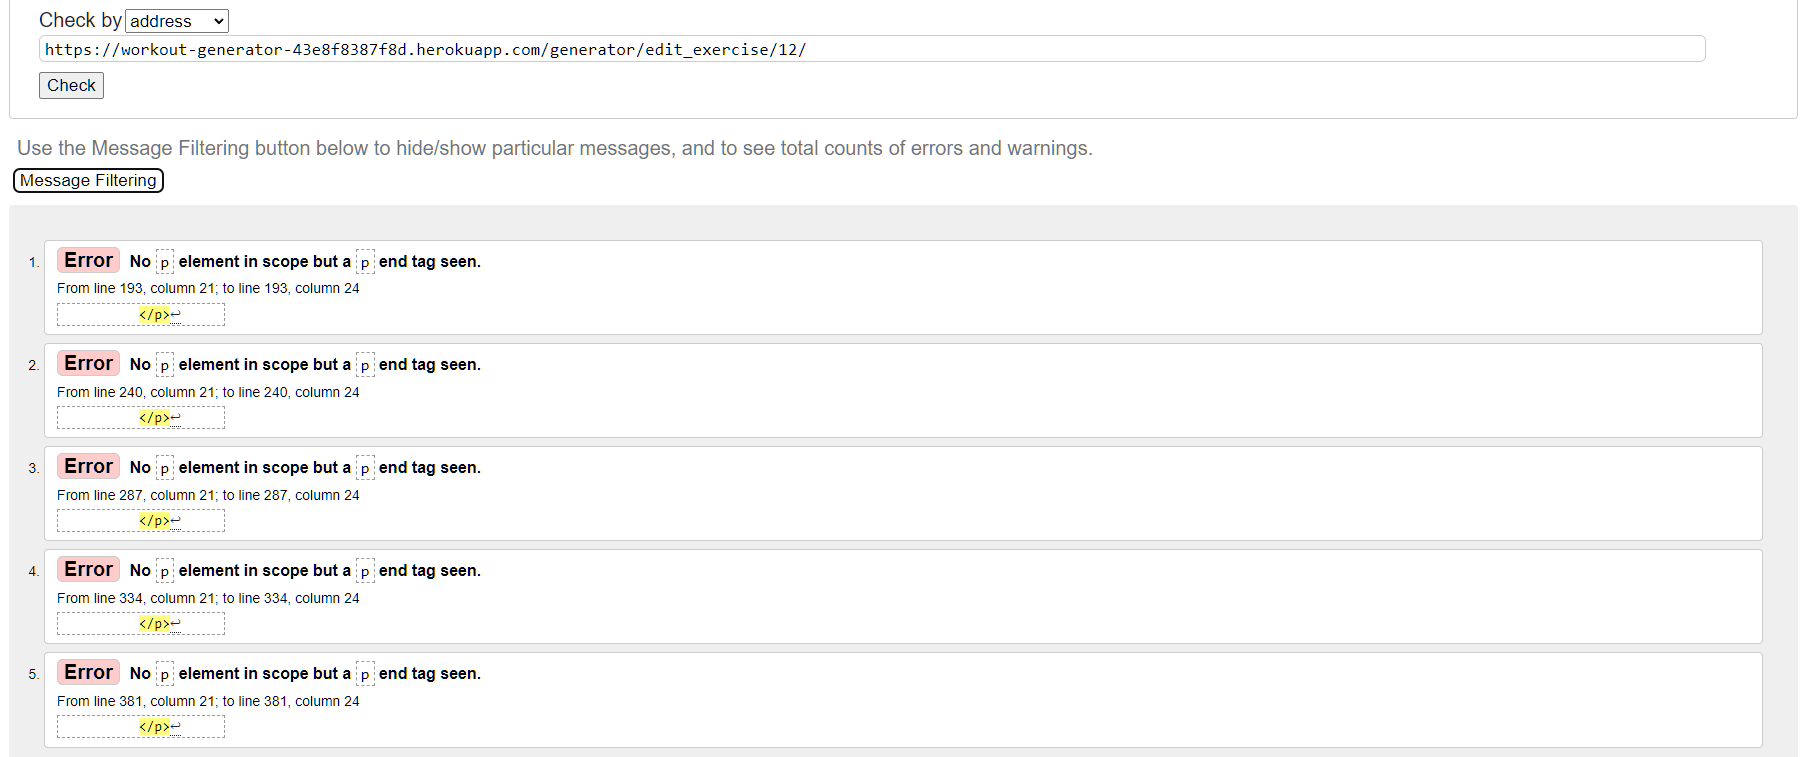 Check by address
https://workout-generator-43e8f8387f8d.herokuapp.com/generator/edit_exercise/12/
Check
Use the Message Filtering button below to hide/show particular messages, and to see total counts of errors and warnings.
Message Filtering
1. Error No p element in scope but a p end tag seen.
From line 193, column 21; to line 193, column 24
</p>↩
2. Error No p element in scope but a p end tag seen.
From line 240, column 21; to line 240, column 24
</p>↩
3. Error No p element in scope but a p end tag seen.
From line 287, column 21; to line 287, column 24
</p>↩
4. Error No p element in scope but a p end tag seen.
From line 334, column 21; to line 334, column 24
</p>↩
5. Error No p element in scope but a p end tag seen.
From line 381, column 21; to line 381, column 24
</p>↩